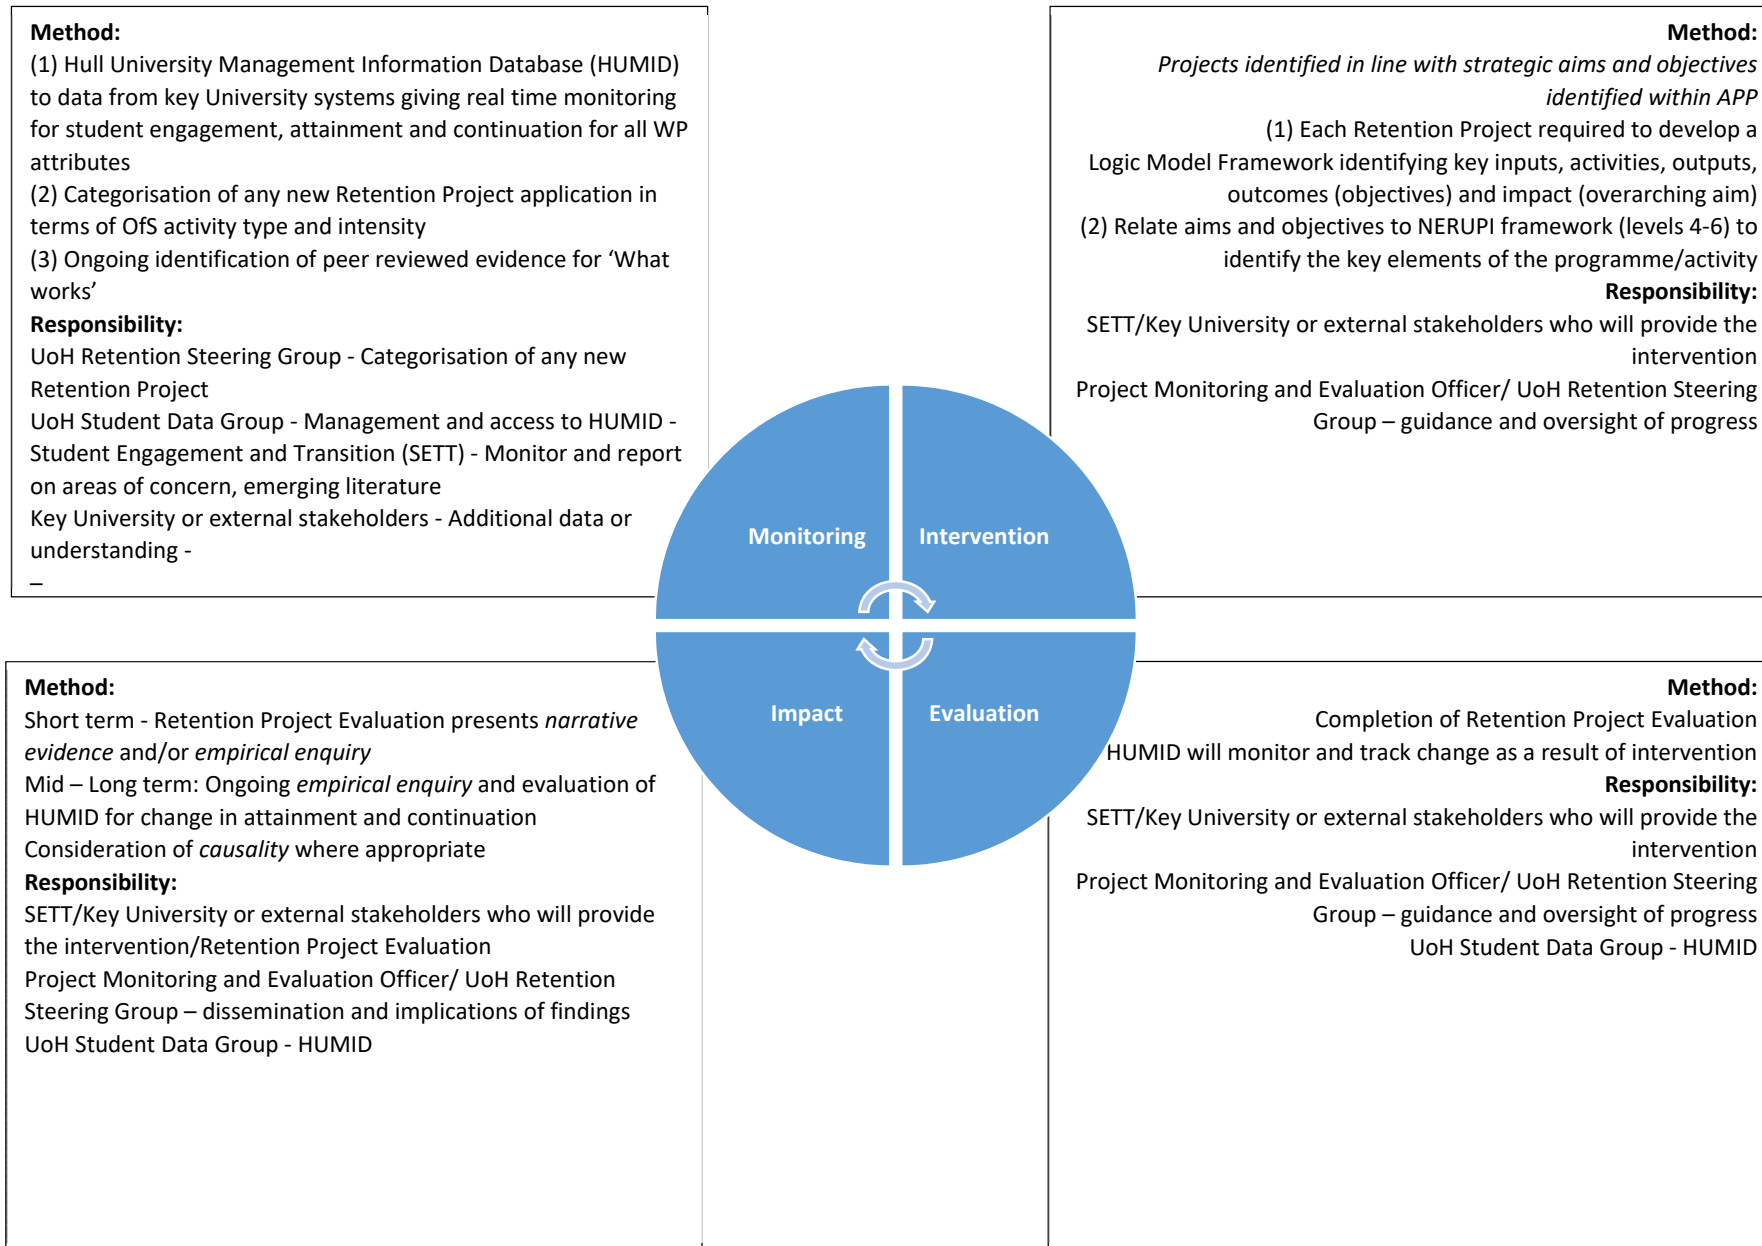 Method:
(1) Hull University Management Information Database (HUMID)
to data from key University systems giving real time monitoring
for student engagement, attainment and continuation for all WP
attributes
(2) Categorisation of any new Retention Project application in
terms of OfS activity type and intensity
(3) Ongoing identification of peer reviewed evidence for ‘What
works’
Responsibility:
UoH Retention Steering Group - Categorisation of any new
Retention Project
UoH Student Data Group - Management and access to HUMID -
Student Engagement and Transition (SETT) - Monitor and report
on areas of concern, emerging literature
Key University or external stakeholders - Additional data or
understanding -
–
Method:
Projects identified in line with strategic aims and objectives
identified within APP
(1) Each Retention Project required to develop a
Logic Model Framework identifying key inputs, activities, outputs,
outcomes (objectives) and impact (overarching aim)
(2) Relate aims and objectives to NERUPI framework (levels 4-6) to
identify the key elements of the programme/activity
Responsibility:
SETT/Key University or external stakeholders who will provide the
intervention
Project Monitoring and Evaluation Officer/ UoH Retention Steering
Group – guidance and oversight of progress
Monitoring
Intervention
Impact
Evaluation
Method:
Short term - Retention Project Evaluation presents narrative
evidence and/or empirical enquiry
Mid – Long term: Ongoing empirical enquiry and evaluation of
HUMID for change in attainment and continuation
Consideration of causality where appropriate
Responsibility:
SETT/Key University or external stakeholders who will provide
the intervention/Retention Project Evaluation
Project Monitoring and Evaluation Officer/ UoH Retention
Steering Group – dissemination and implications of findings
UoH Student Data Group - HUMID
Method:
Completion of Retention Project Evaluation
HUMID will monitor and track change as a result of intervention
Responsibility:
SETT/Key University or external stakeholders who will provide the
intervention
Project Monitoring and Evaluation Officer/ UoH Retention Steering
Group – guidance and oversight of progress
UoH Student Data Group - HUMID